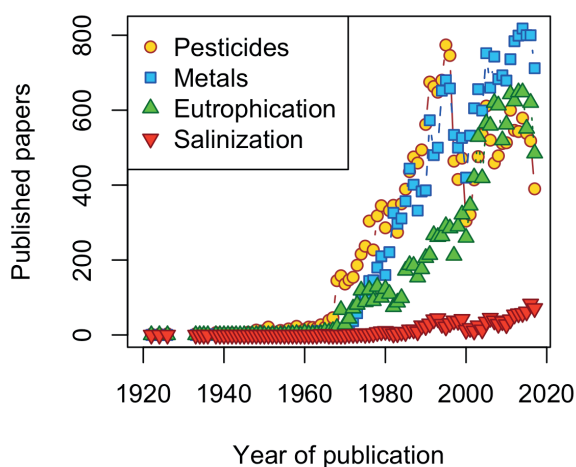 Pesticides
Metals
Eutrophication
Salinization
Published papers
800
600
400
200
0
1920
1940
1960
1980
2000
2020
Year of publication